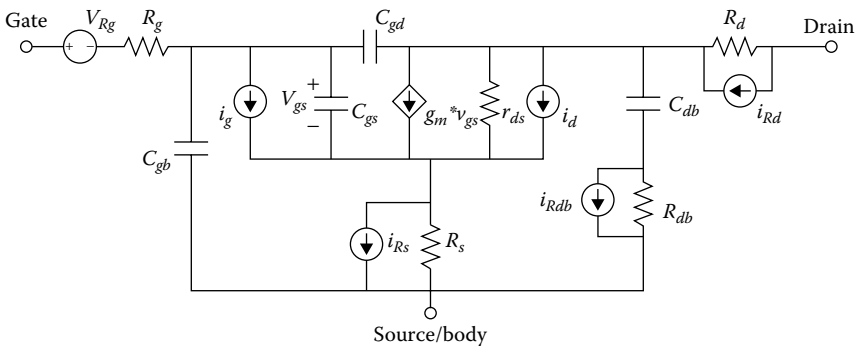 Gate
V_Rg
R_g
C_gd
R_d
Drain
+ −
i_g
V_gs
+
−
C_gs
g_m*v_gs
r_ds
i_d
C_db
i_Rd
C_gb
i_Rdb
R_db
i_Rs
R_s
Source/body